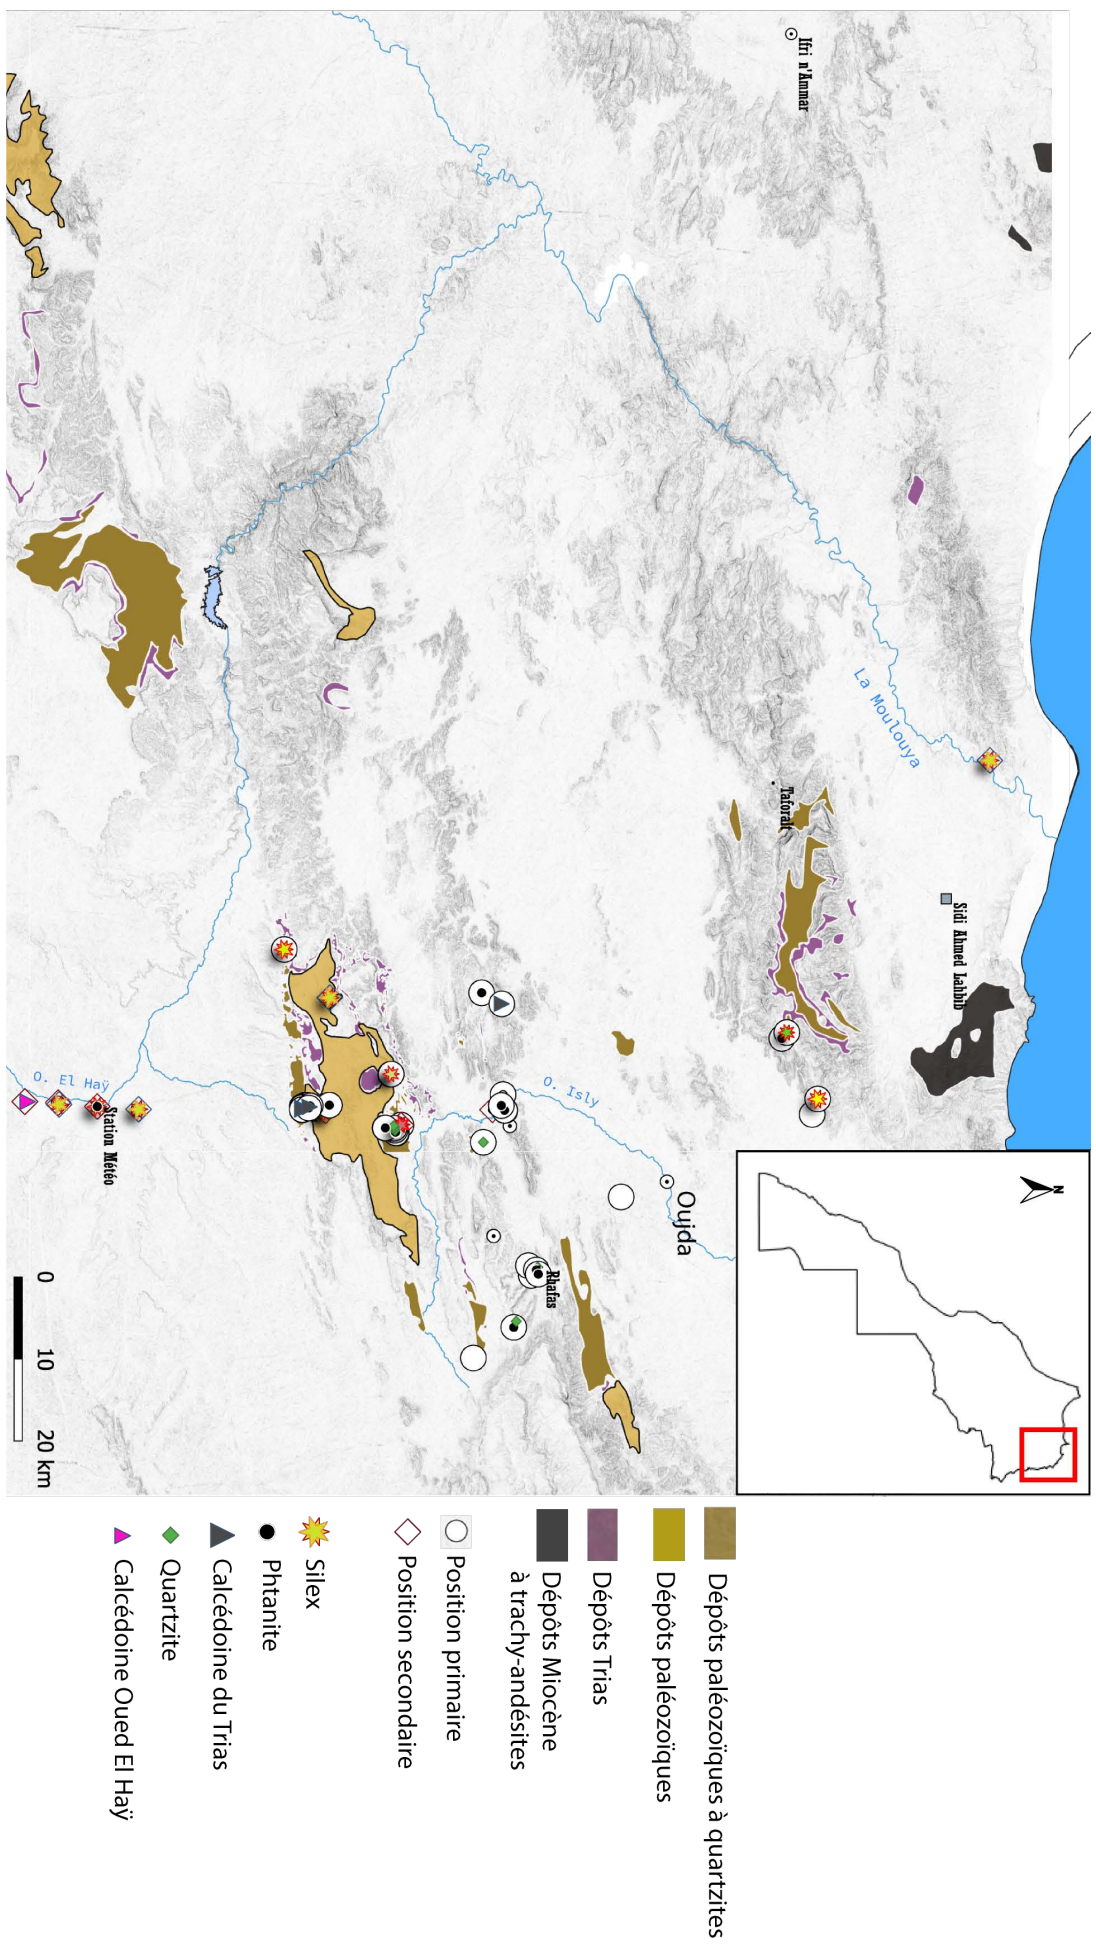 Ifri n'Ammar
La Moulouya
Taforalt
Sidi Ahmed Lahbib
O. Isly
O. El Haÿ
Station Météo
Oujda
Rhafas
N
0 10 20 km
Dépôts paléozoïques à quartzites
Dépôts paléozoïques
Dépôts Trias
Dépôts Miocène
à trachy-andésites
Position primaire
Position secondaire
Silex
Phtanite
Calcédoine du Trias
Quartzite
Calcédoine Oued El Haÿ